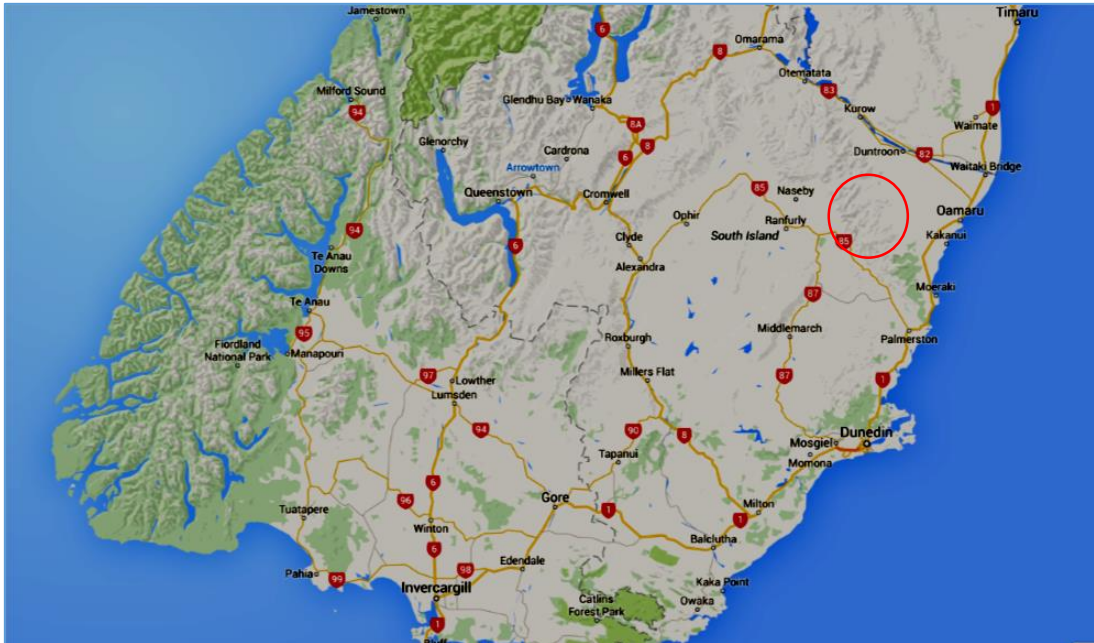 Jamestown
6
Timaru
Omarama
8
Otematata
83
Milford Sound
94
Glendhu Bay
Wanaka
Kurow
1
Waimate
8A
6
8
Glenorchy
Cardrona
Duntroon
82
Waitaki Bridge
Arrowtown
Queenstown
Cromwell
85
Naseby
Ophir
Ranfurly
Oamaru
94
6
Clyde
South Island
85
Kakanui
Te Anau
Downs
Alexandra
Te Anau
87
Moeraki
95
Fiordland
National Park
Manapouri
Roxburgh
Middlemarch
Palmerston
97
Lowther
Millers Flat
87
1
Lumsden
94
90
8
Mosgiel
Dunedin
Tapanui
Momona
6
96
Gore
Tuatapere
1
Milton
Winton
1
6
Balclutha
Edendale
98
Pahia
99
Invercargill
Kaka Point
Catlins
Forest Park
Owaka
1